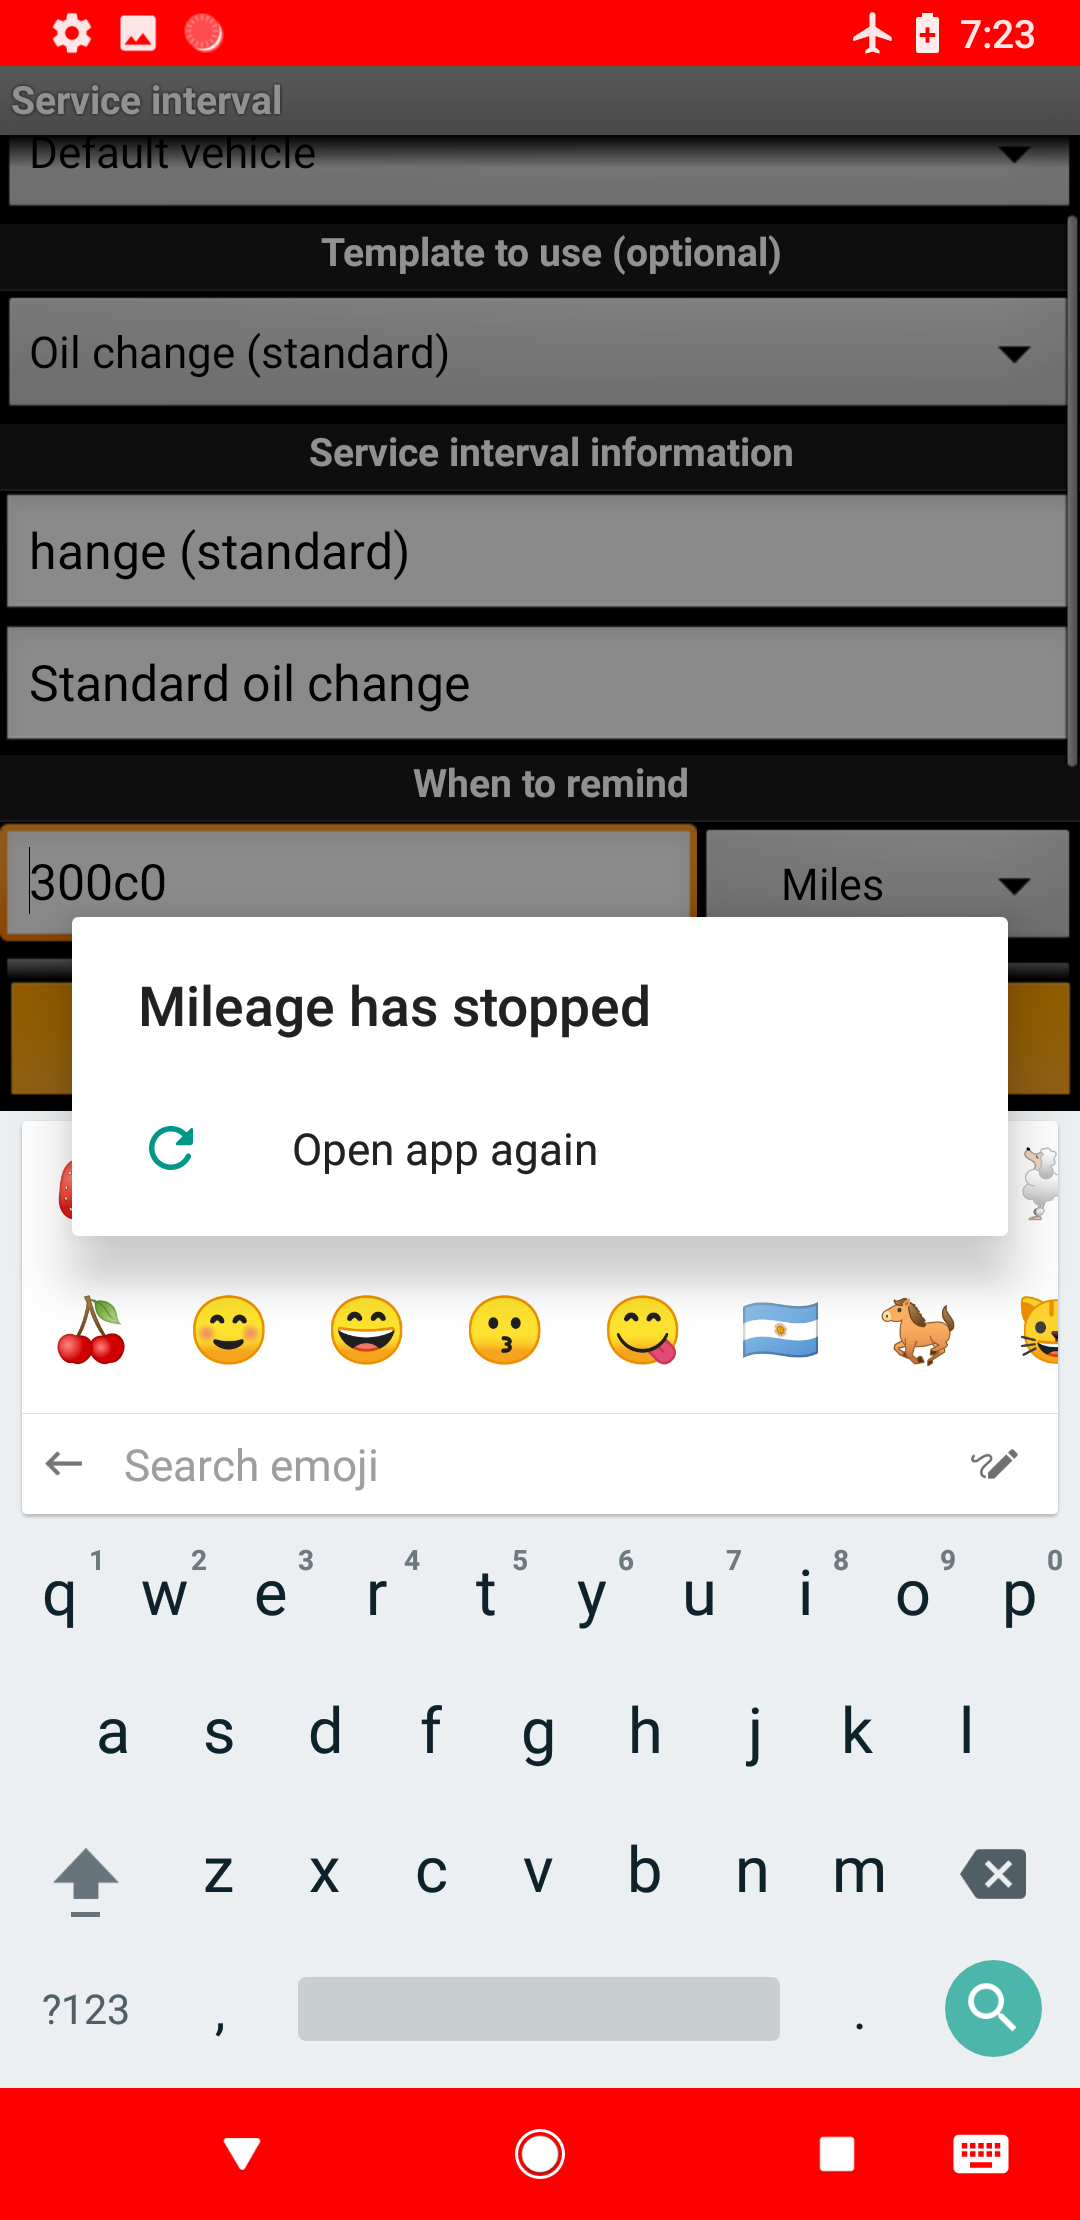 7:23
Service interval
Default vehicle
Template to use (optional)
Oil change (standard)
Service interval information
hange (standard)
Standard oil change
When to remind
300c0 Miles
Mileage has stopped
Open app again
Search emoji
1 2 3 4 5 6 7 8 9 0
q w e r t y u i o p
a s d f g h j k l
z x c v b n m
?123 , .